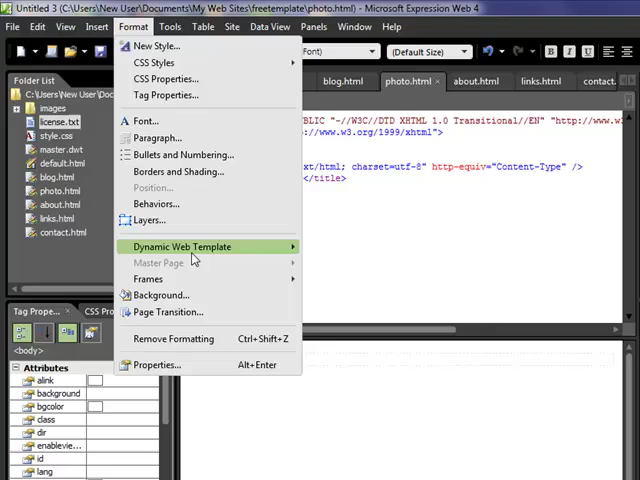 Untitled 3 (C:\Users\New User\Documents\My Web Sites\freetemplate\photo.html) - Microsoft Expression Web 4
File Edit View Insert Format Tools Table Site Data View Panels Window Help
Font) (Default Size) B I U
Folder List
C:\Users\New User\Docume
images
license.txt
style.css
master.dwt
default.html
blog.html
photo.html
about.html
links.html
contact.html
New Style...
CSS Styles
CSS Properties...
Tag Properties...
Font...
Paragraph...
Bullets and Numbering...
Borders and Shading...
Position...
Behaviors...
Layers...
Dynamic Web Template
Master Page
Frames
Background...
Page Transition...
Remove Formatting Ctrl+Shift+Z
Properties... Alt+Enter
blog.html photo.html × about.html links.html contact.
BLIC "-//W3C//DTD XHTML 1.0 Transitional//EN" "http://www.w
://www.w3.org/1999/xhtml">
xt/html; charset=utf-8" http-equiv="Content-Type" />
</title>
Tag Prope... × CSS Pro
<body>
Attributes
alink
background
bgcolor
class
dir
enablevie...
id
lang